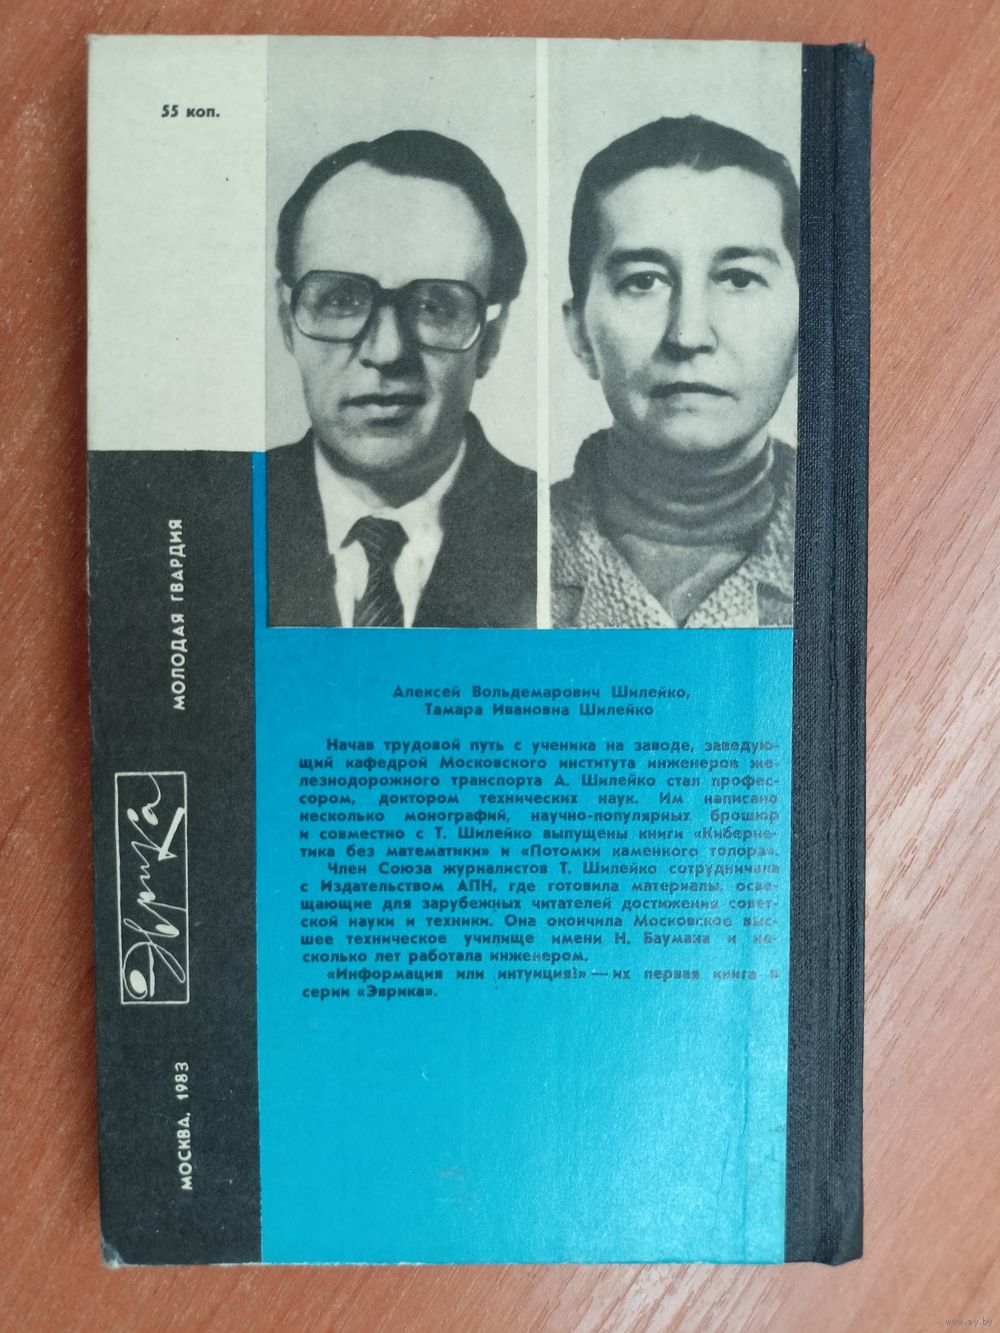 55 коп.
Алексей Вольдемарович Шилейко,
Тамара Ивановна Шилейко
Начав трудовой путь с ученика на заводе, заведую-
щий кафедрой Московского института инженеров же-
лезнодорожного транспорта А. Шилейко стал профес-
сором, доктором технических наук. Им написано
несколько монографий, научно-популярных брошюр
и совместно с Т. Шилейко выпущены книги «Киберне-
тика без математики» и «Потомки каменного топора».
Член Союза журналистов Т. Шилейко сотрудничала
с Издательством АПН, где готовила материалы, осве-
щающие для зарубежных читателей достижения совет-
ской науки и техники. Она окончила Московское выс-
шее техническое училище имени Н. Баумана и не-
сколько лет работала инженером.
«Информация или интуиция?» — их первая книга в
серии «Эврика».
МОЛОДАЯ ГВАРДИЯ
Эврика
МОСКВА, 1983
www.ay.by